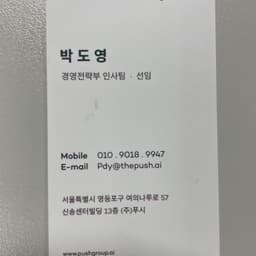 박도영
경영전략부 인사팀 · 선임
Mobile 010 . 9018 . 9947
E-mail Pdy@thepush.ai
서울특별시 영등포구 여의나루로 57
신송센터빌딩 13층 (주)푸시
www.pushgroup.ai